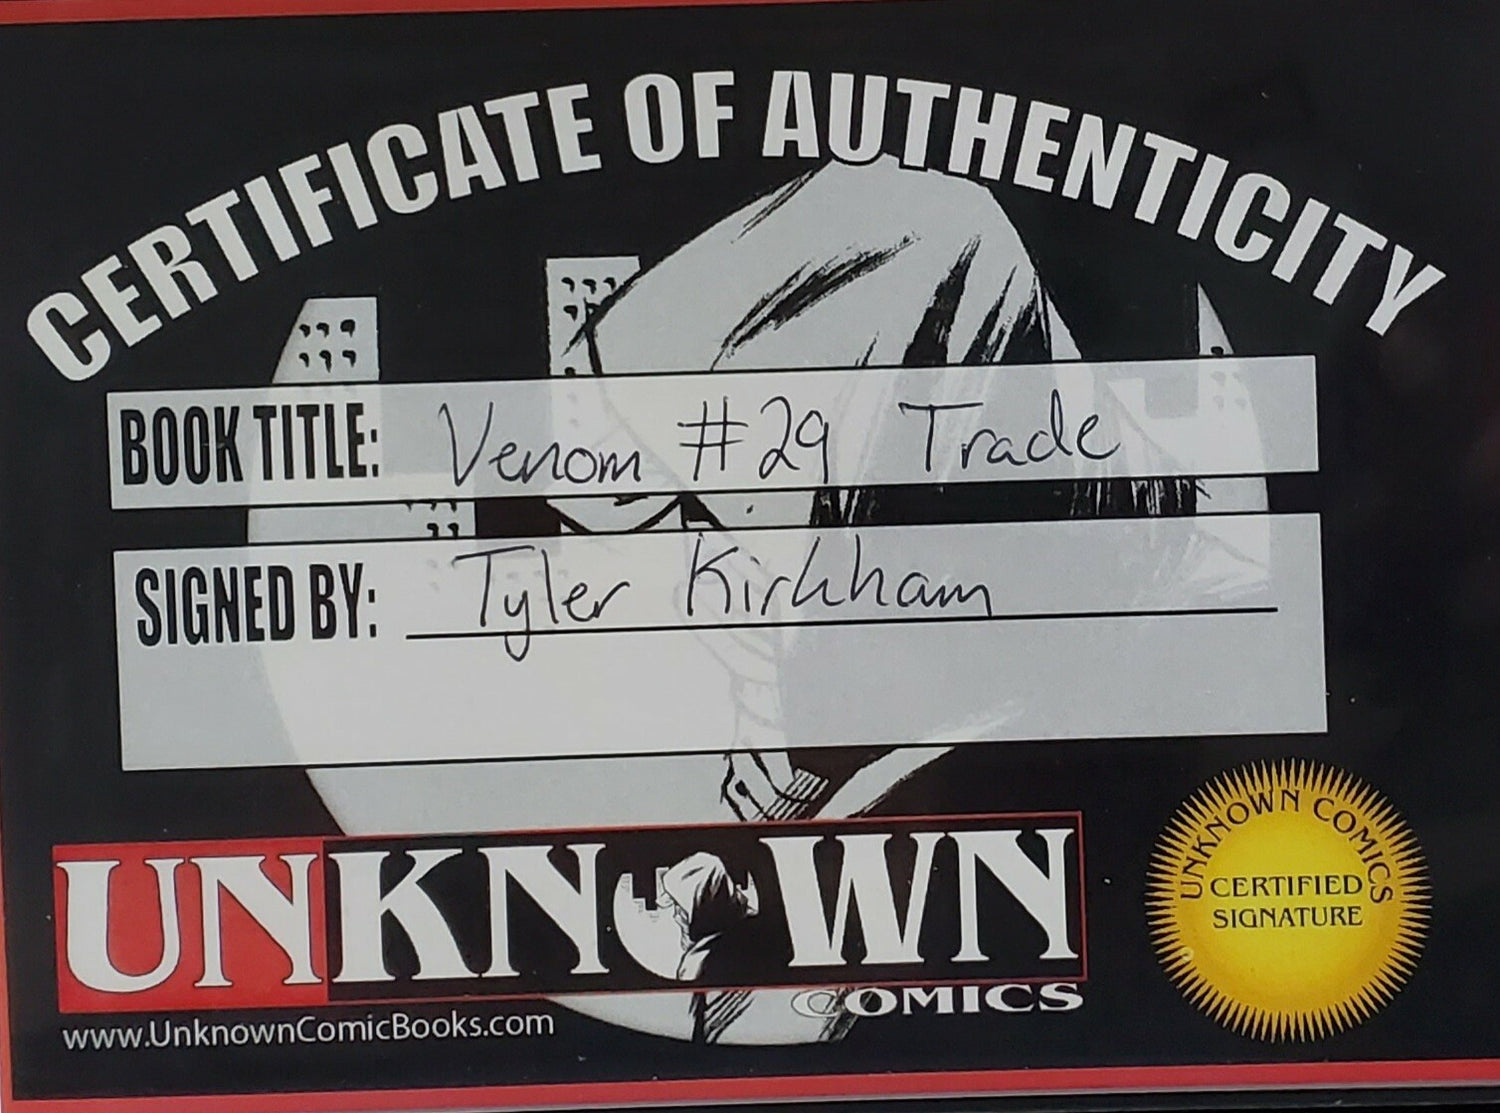 CERTIFICATE OF AUTHENTICITY
BOOK TITLE: Venom #29 Trade
SIGNED BY: Tyler Kirkham
UNKNOWN
COMICS
www.UnknownComicBooks.com
UNKNOWN COMICS
CERTIFIED
SIGNATURE